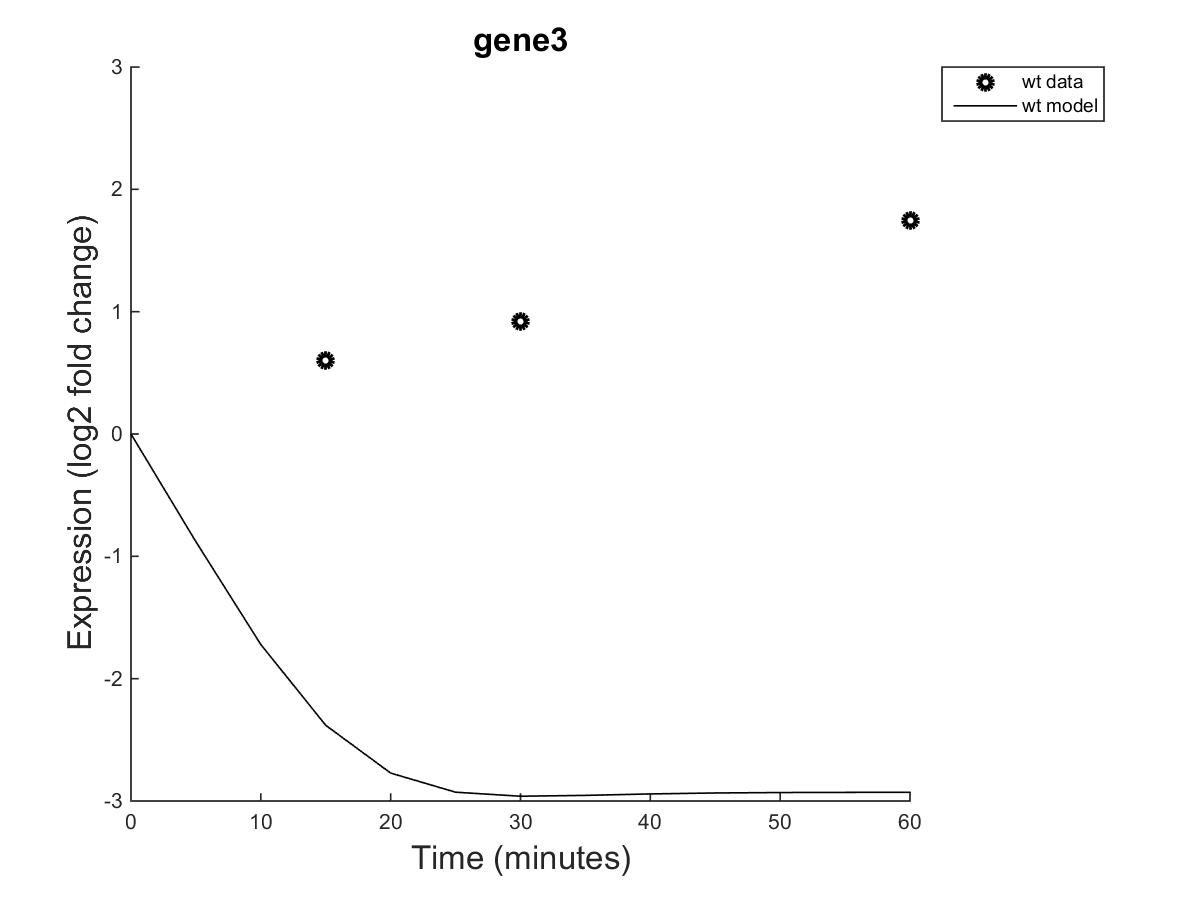 gene3
wt data
wt model
Expression (log2 fold change)
3
2
1
0
-1
-2
-3
0 10 20 30 40 50 60
Time (minutes)